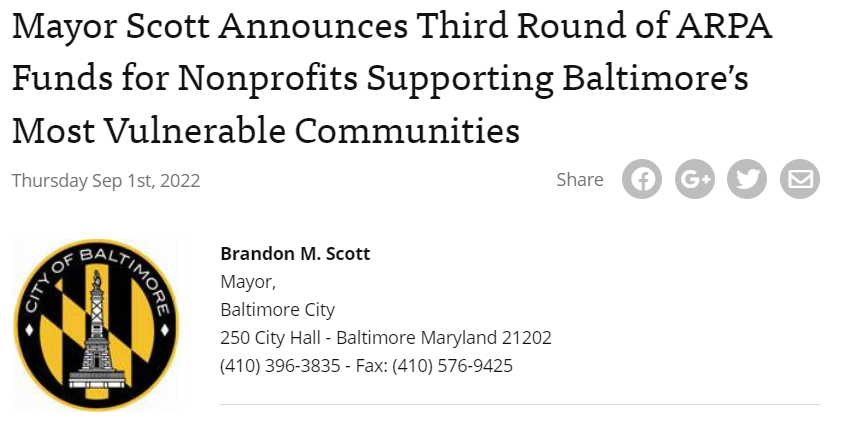 Mayor Scott Announces Third Round of ARPA
Funds for Nonprofits Supporting Baltimore’s
Most Vulnerable Communities
Thursday Sep 1st, 2022
Share
G+
CITY OF BALTIMORE
Brandon M. Scott
Mayor,
Baltimore City
250 City Hall - Baltimore Maryland 21202
(410) 396-3835 - Fax: (410) 576-9425